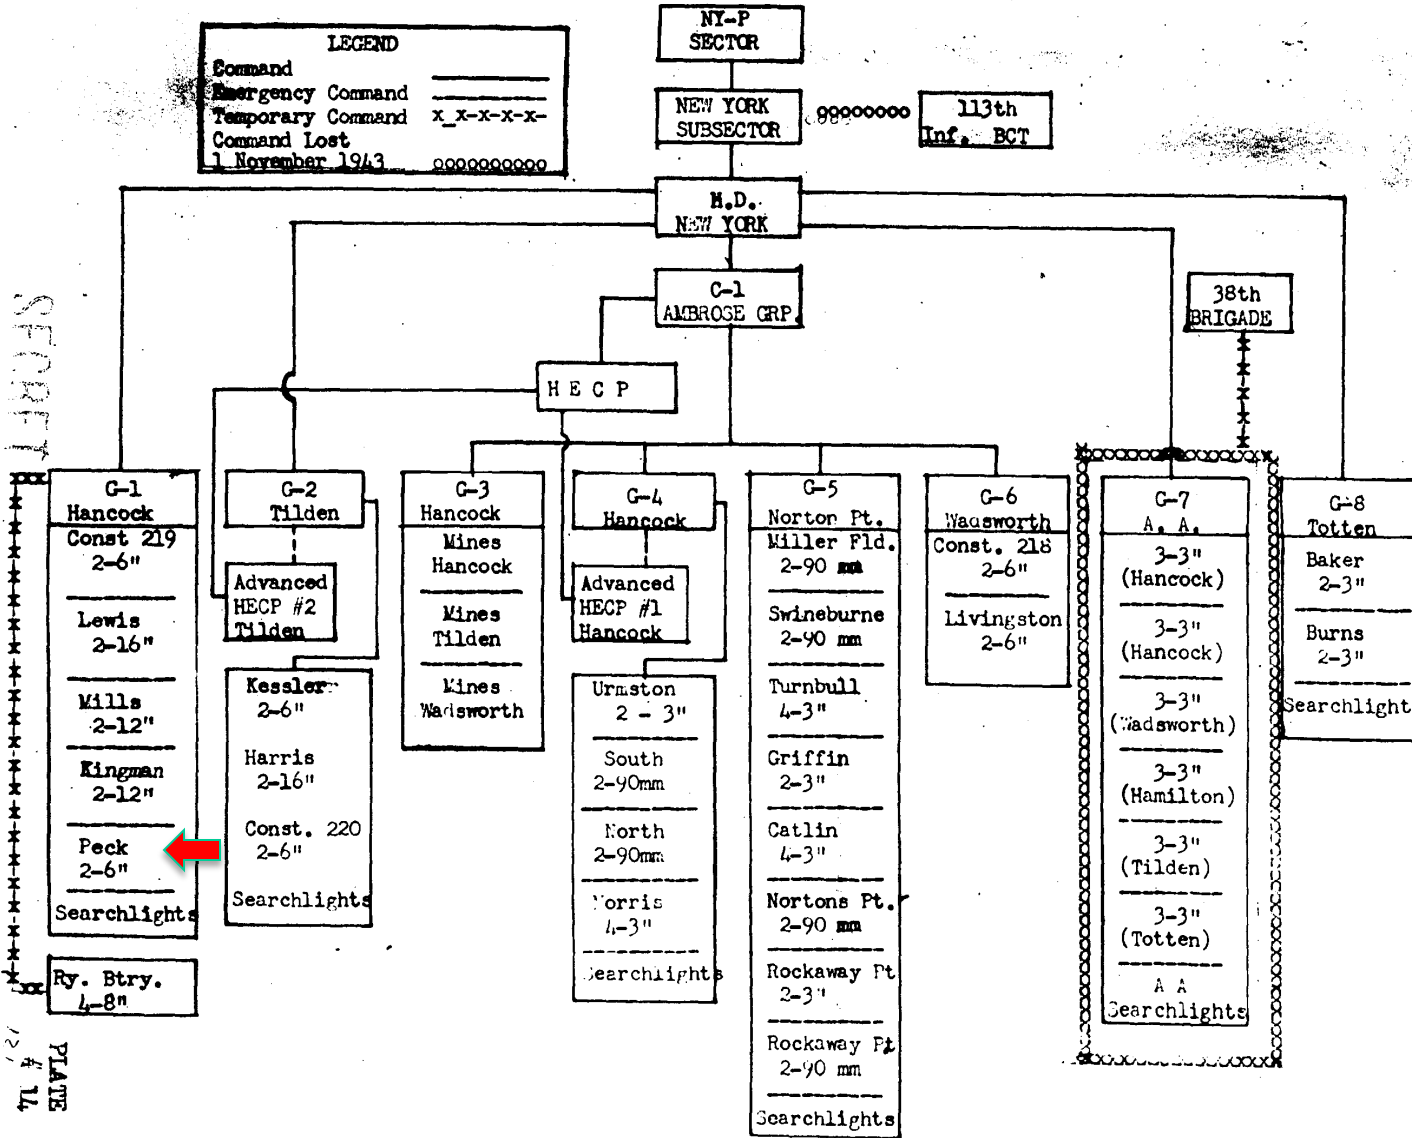 NY-P
SECTOR
LEGEND
Command
Emergency Command
Temporary Command x_x-x-x-x-
Command Lost
1 November 1943 oooooooooo
NEW YORK
SUBSECTOR
oooooooo
113th
Inf. BCT
H.D.
NEW YORK
C-1
AMBROSE GRP.
38th
BRIGADE
H E C P
SECRET
G-1
Hancock
Const 219
2-6"
Lewis
2-16"
Mills
2-12"
Kingman
2-12"
Peck
2-6"
Searchlights
Ry. Btry.
4-8"
G-2
Tilden
Advanced
HECP #2
Tilden
Kessler
2-6"
Harris
2-16"
Const. 220
2-6"
Searchlights
G-3
Hancock
Mines
Hancock
Mines
Tilden
Mines
Wadsworth
G-4
Hancock
Advanced
HECP #1
Hancock
Urmston
2 - 3"
South
2-90mm
North
2-90mm
Morris
4-3"
Searchlights
G-5
Norton Pt.
Miller Fld.
2-90 mm
Swineburne
2-90 mm
Turnbull
4-3"
Griffin
2-3"
Catlin
4-3"
Nortons Pt.
2-90 mm
Rockaway Pt
2-3"
Rockaway Pt
2-90 mm
Searchlights
G-6
Wadsworth
Const. 218
2-6"
Livingston
2-6"
G-7
A. A.
3-3"
(Hancock)
3-3"
(Hancock)
3-3"
(Wadsworth)
3-3"
(Hamilton)
3-3"
(Tilden)
3-3"
(Totten)
A A
Searchlights
G-8
Totten
Baker
2-3"
Burns
2-3"
Searchlight
PLATE
# 14